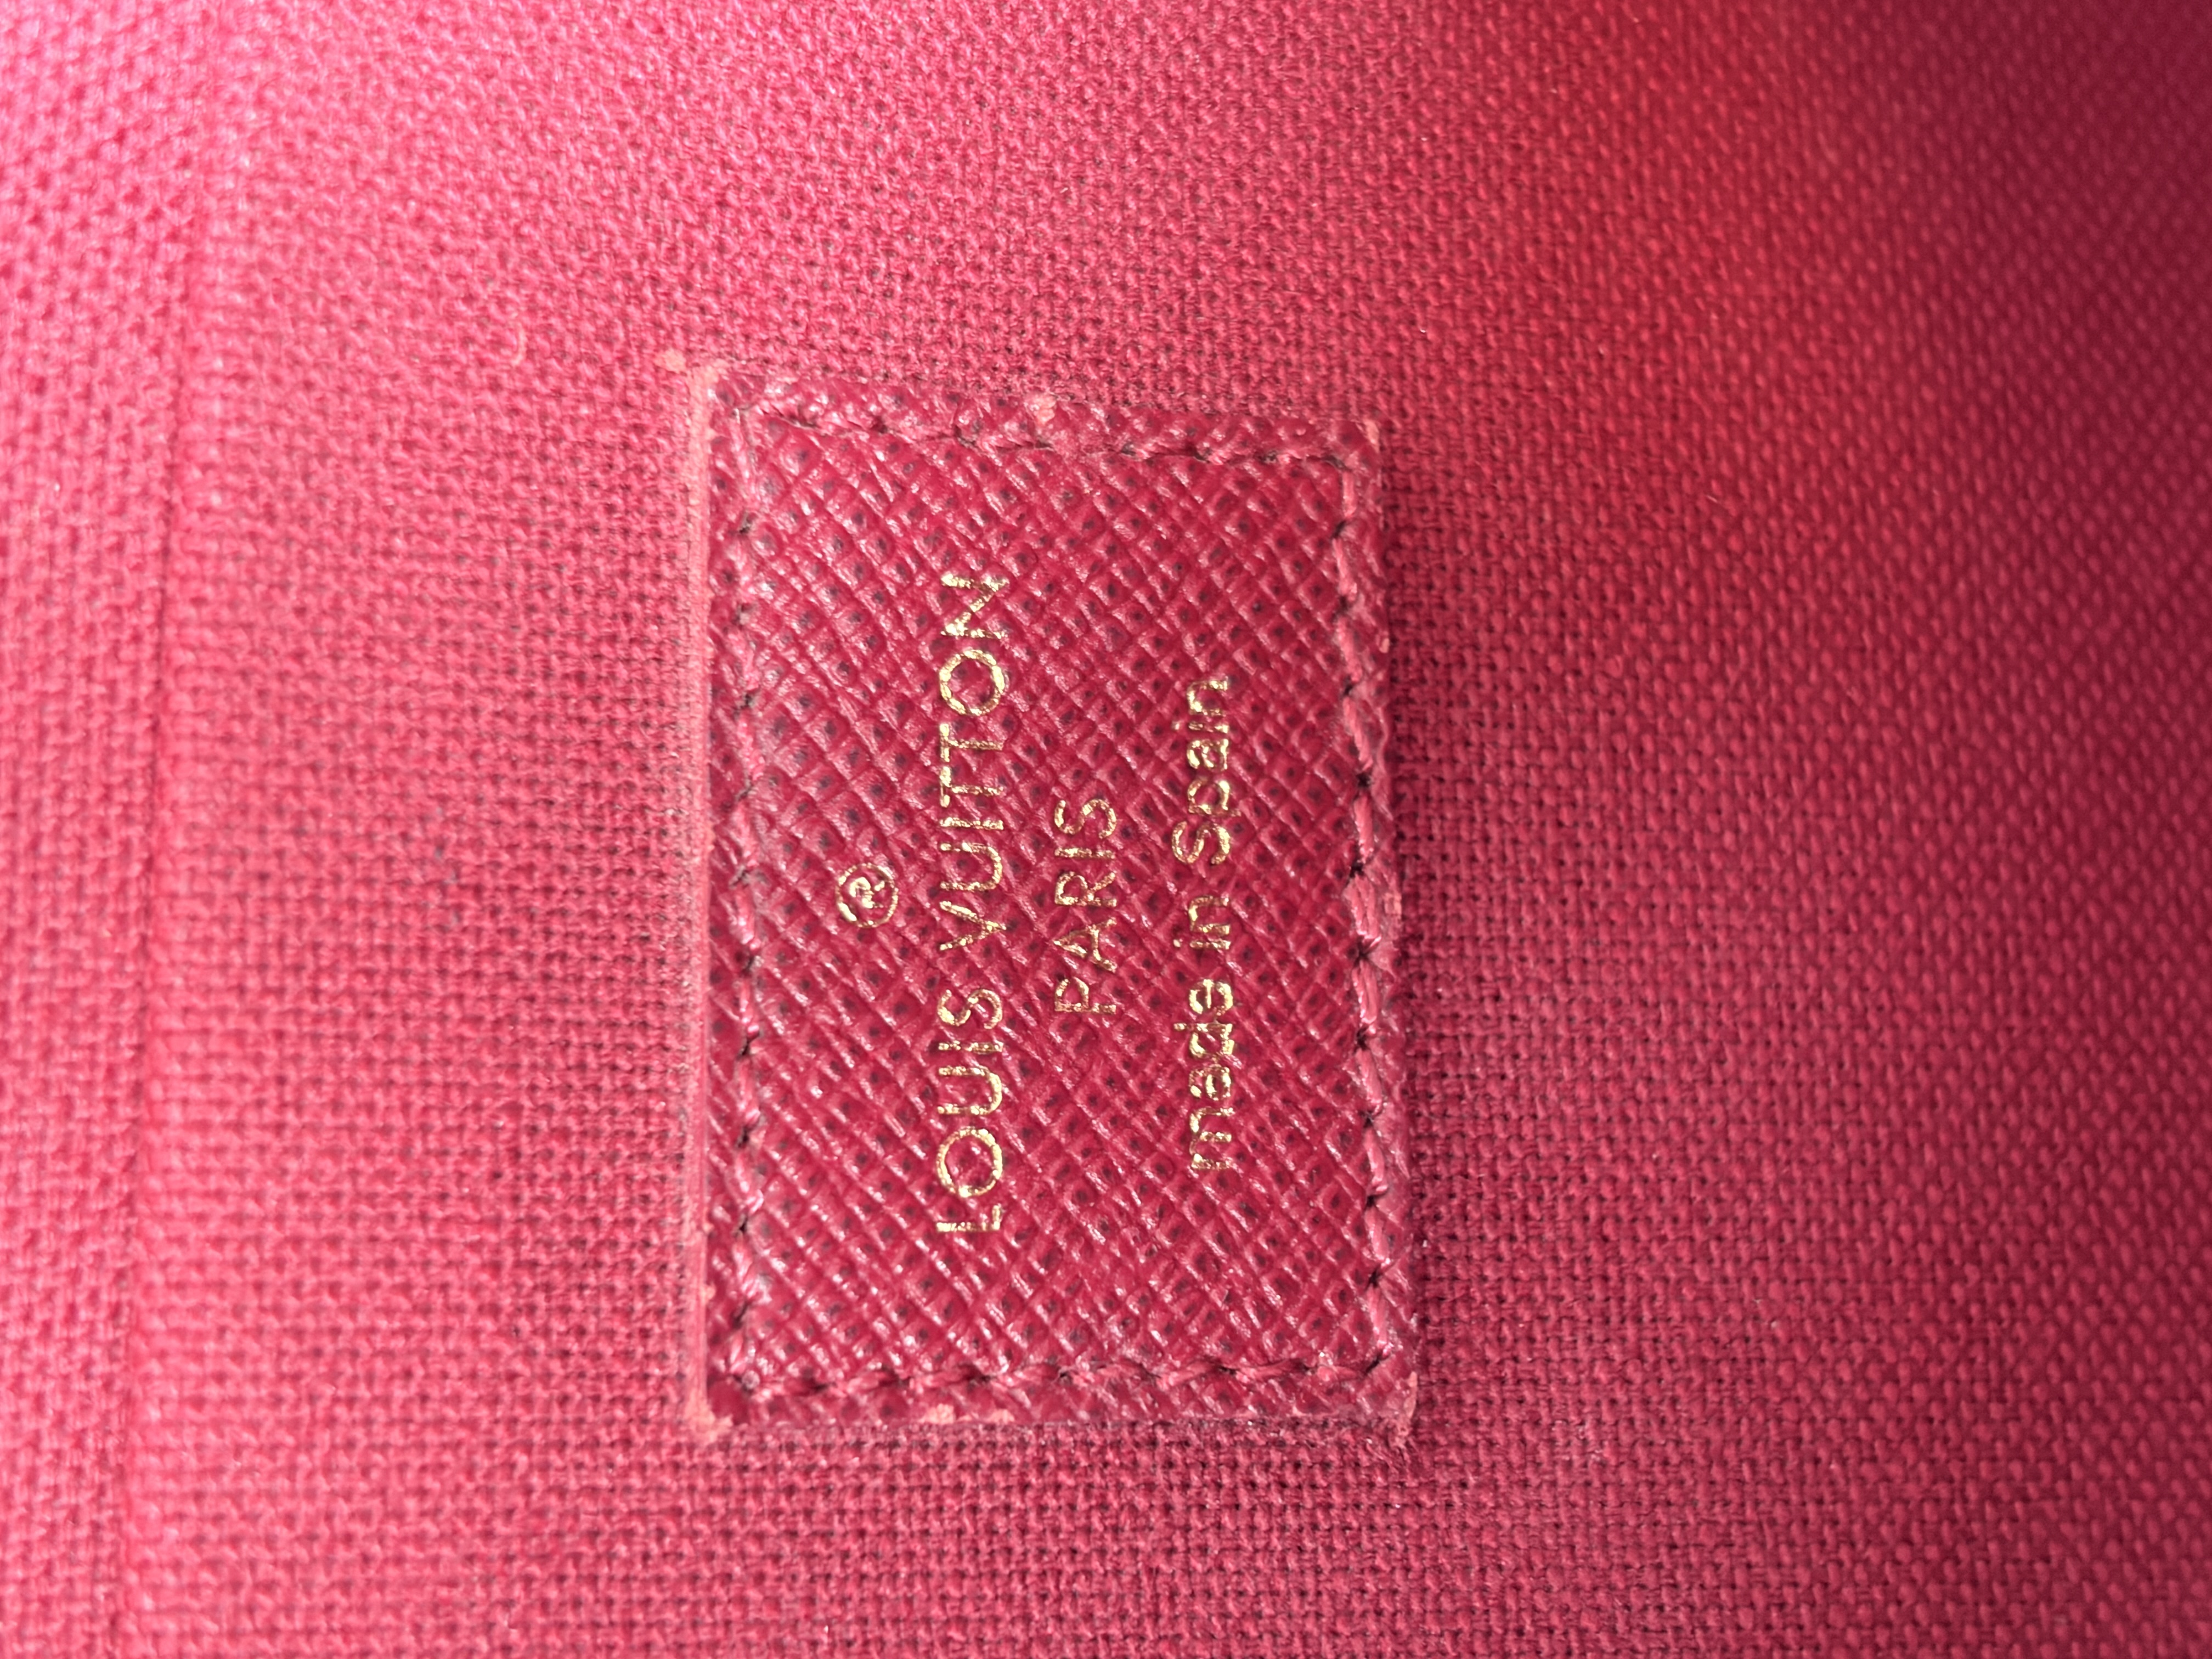 ®
LOUIS VUITTON
PARIS
made in Spain